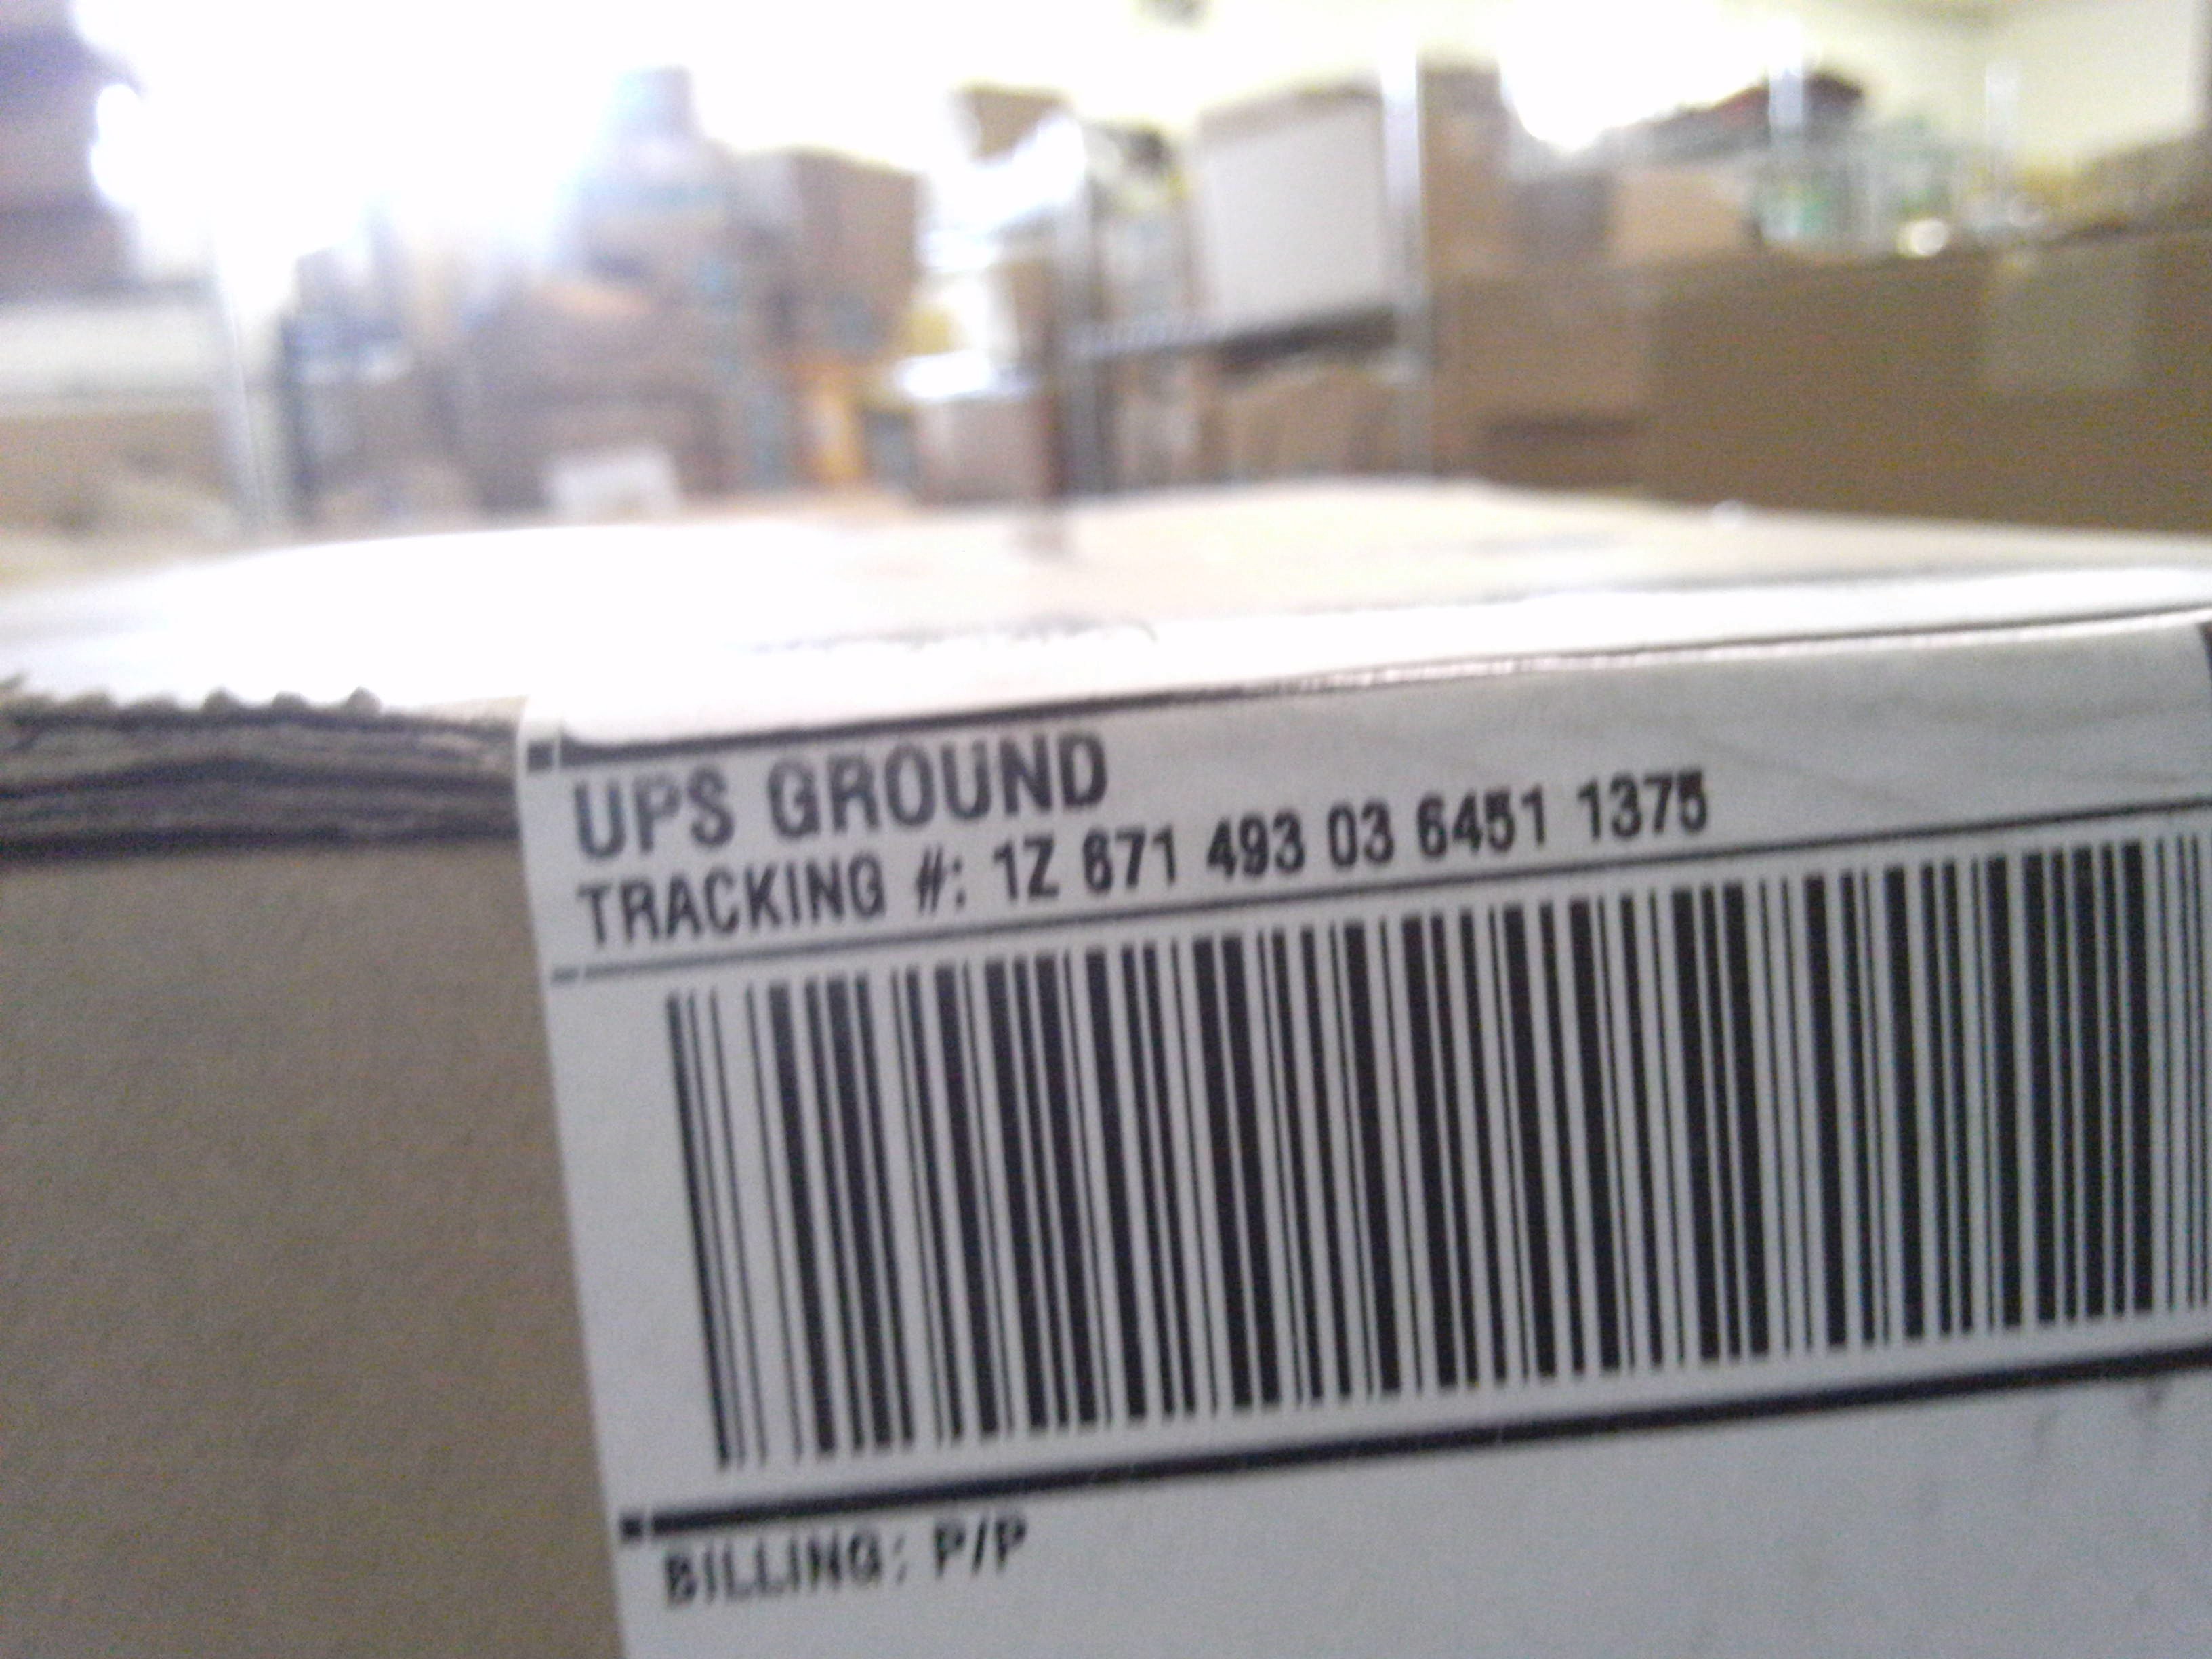 UPS GROUND
TRACKING #: 1Z 671 493 03 6451 1375
BILLING: P/P